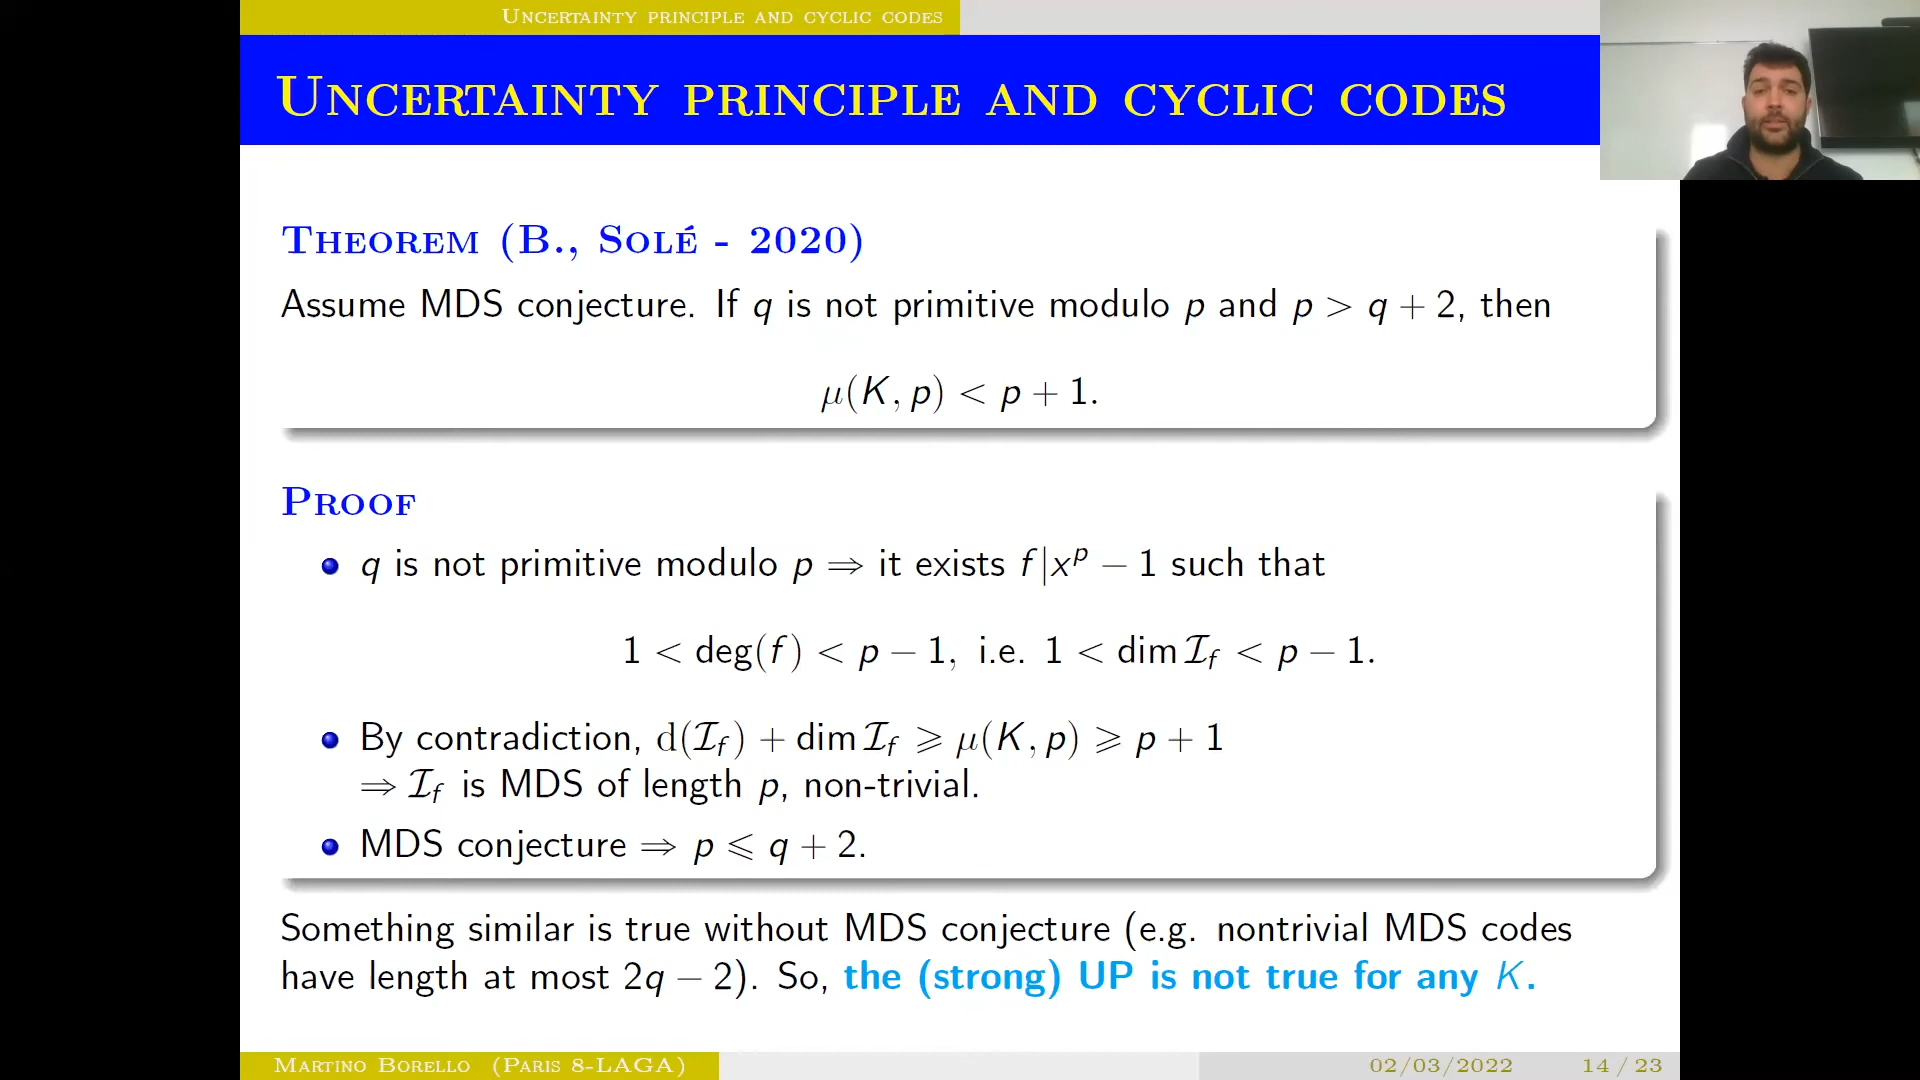 Uncertainty principle and cyclic codes
Uncertainty principle and cyclic codes
Theorem (B., Solé - 2020)
Assume MDS conjecture. If q is not primitive modulo p and p > q + 2, then
μ(K, p) < p + 1.
Proof
q is not primitive modulo p ⇒ it exists f|x^p − 1 such that
1 < deg(f) < p − 1, i.e. 1 < dim I_f < p − 1.
By contradiction, d(I_f) + dim I_f ⩾ μ(K, p) ⩾ p + 1
⇒ I_f is MDS of length p, non-trivial.
MDS conjecture ⇒ p ⩽ q + 2.
Something similar is true without MDS conjecture (e.g. nontrivial MDS codes
have length at most 2q − 2). So, the (strong) UP is not true for any K.
Martino Borello (Paris 8-LAGA) 02/03/2022 14 / 23